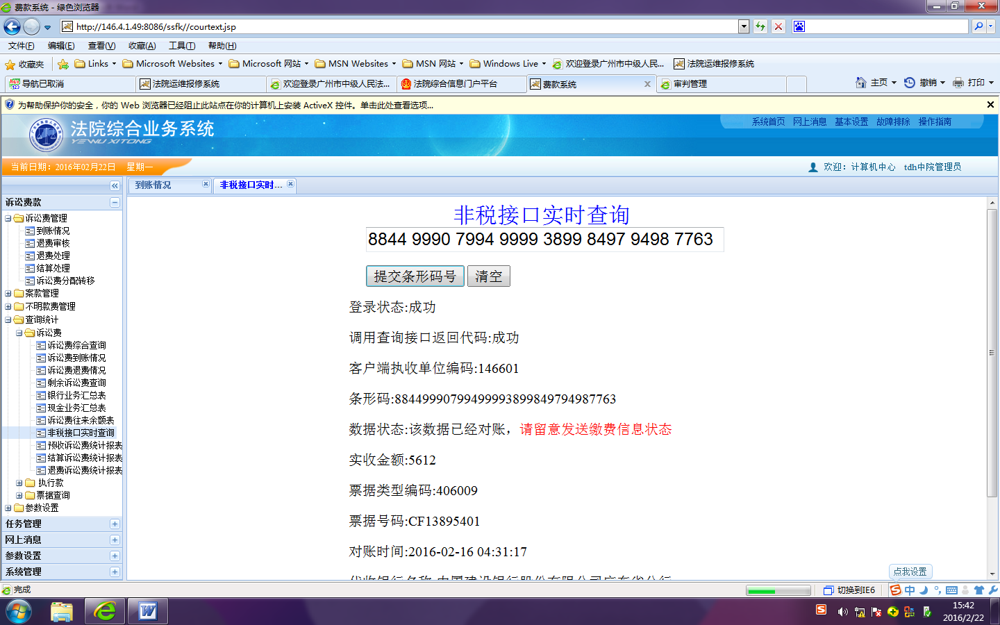 费款系统 - 绿色浏览器
http://146.4.1.49:8086/ssfk//courtext.jsp
文件(F) 编辑(E) 查看(V) 收藏(A) 工具(T) 帮助(H)
收藏夹 Links Microsoft Websites Microsoft 网站 MSN Websites MSN 网站 Windows Live 欢迎登录广州市中级人民... 法院运维报修系统
导航已取消 法院运维报修系统 欢迎登录广州市中级人民法... 法院综合信息门户平台 费款系统 审判管理 主页 撤销 打印
为帮助保护你的安全，你的 Web 浏览器已经阻止此站点在你的计算机上安装 ActiveX 控件。单击此处查看选项...
法院综合业务系统
YEWU XITONG
系统首页 网上消息 基本设置 故障排除 操作指南
当前日期：2016年02月22日 星期一
欢迎：计算机中心 tdh中院管理员
到账情况 非税接口实时...
诉讼费款
诉讼费管理
到账情况
退费审核
退费处理
结算处理
诉讼费分配转移
案款管理
不明款费管理
查询统计
诉讼费
诉讼费综合查询
诉讼费到账情况
诉讼费退费情况
剩余诉讼费查询
银行业务汇总表
现金业务汇总表
诉讼费往来余额表
非税接口实时查询
预收诉讼费统计报表
结算诉讼费统计报表
退费诉讼费统计报表
执行款
票据查询
参数设置
任务管理
网上消息
参数设置
系统管理
非税接口实时查询
8844 9990 7994 9999 3899 8497 9498 7763
提交条形码号 清空
登录状态:成功
调用查询接口返回代码:成功
客户端执收单位编码:146601
条形码:88449990799499993899849794987763
数据状态:该数据已经对账，请留意发送缴费信息状态
实收金额:5612
票据类型编码:406009
票据号码:CF13895401
对账时间:2016-02-16 04:31:17
代收银行名称:中国建设银行股份有限公司广东省分行
点我设置
完成
切换到IE6
中
15:42
2016/2/22